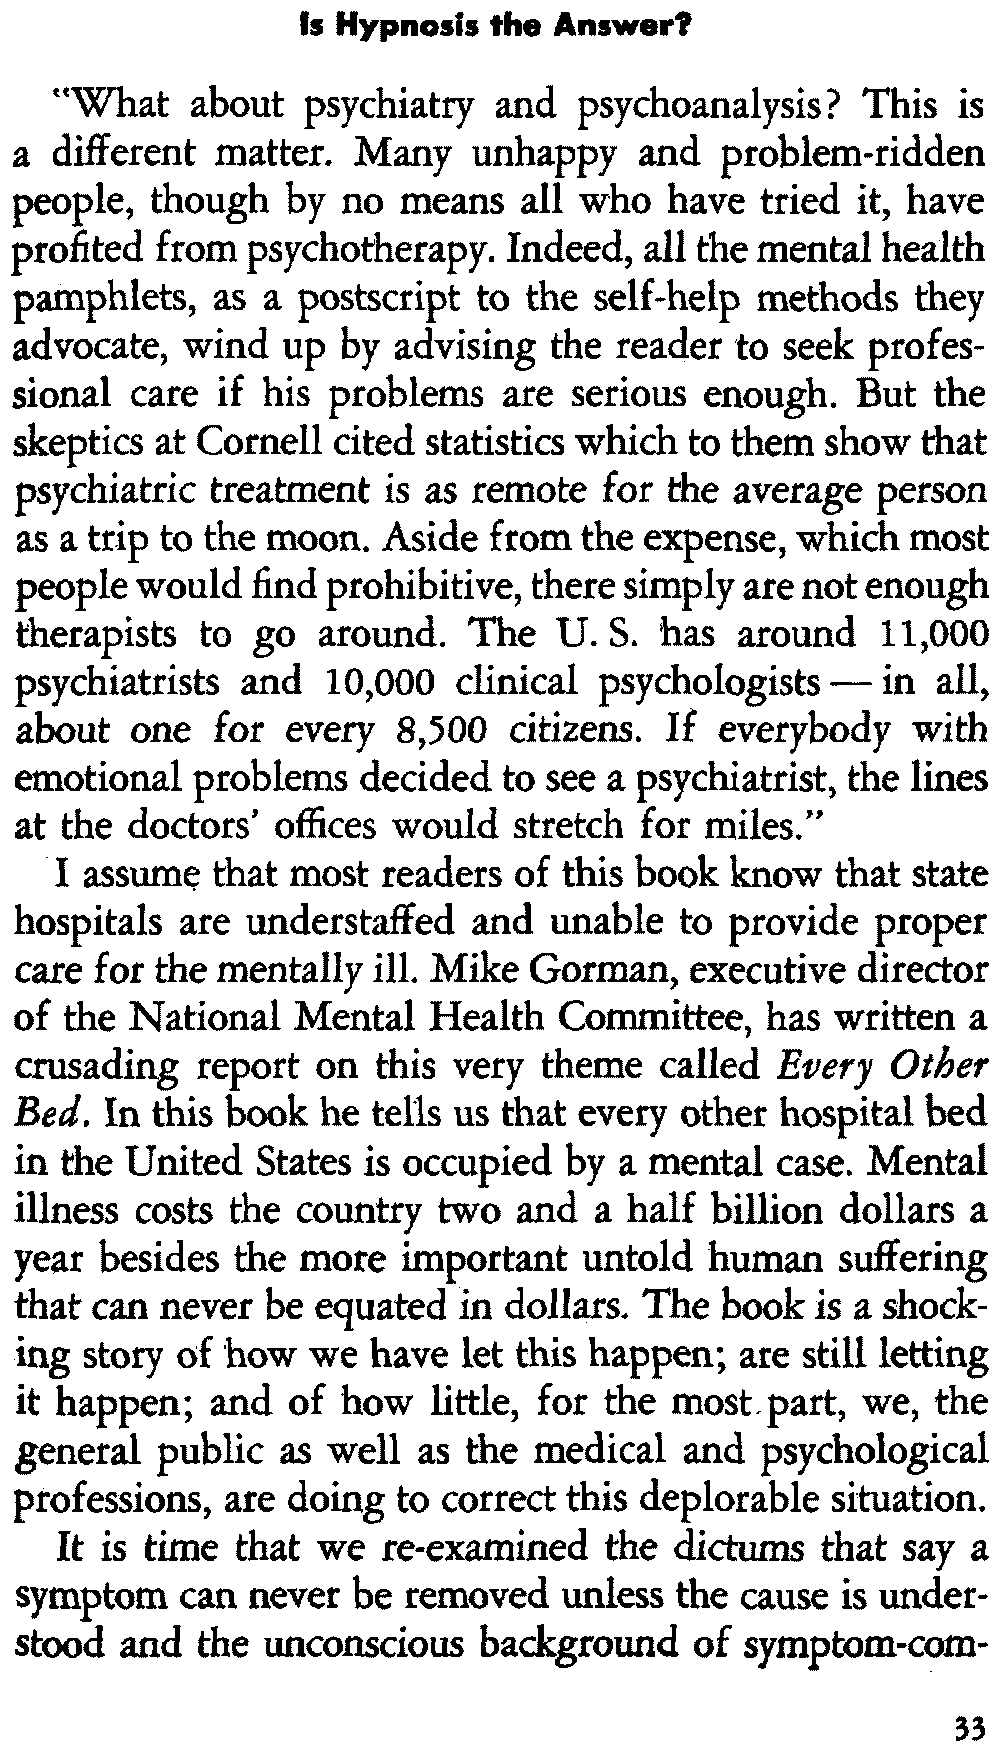 Is Hypnosis the Answer?
"What about psychiatry and psychoanalysis? This is
a different matter. Many unhappy and problem-ridden
people, though by no means all who have tried it, have
profited from psychotherapy. Indeed, all the mental health
pamphlets, as a postscript to the self-help methods they
advocate, wind up by advising the reader to seek profes-
sional care if his problems are serious enough. But the
skeptics at Cornell cited statistics which to them show that
psychiatric treatment is as remote for the average person
as a trip to the moon. Aside from the expense, which most
people would find prohibitive, there simply are not enough
therapists to go around. The U. S. has around 11,000
psychiatrists and 10,000 clinical psychologists — in all,
about one for every 8,500 citizens. If everybody with
emotional problems decided to see a psychiatrist, the lines
at the doctors' offices would stretch for miles."
I assume that most readers of this book know that state
hospitals are understaffed and unable to provide proper
care for the mentally ill. Mike Gorman, executive director
of the National Mental Health Committee, has written a
crusading report on this very theme called Every Other
Bed. In this book he tells us that every other hospital bed
in the United States is occupied by a mental case. Mental
illness costs the country two and a half billion dollars a
year besides the more important untold human suffering
that can never be equated in dollars. The book is a shock-
ing story of how we have let this happen; are still letting
it happen; and of how little, for the most part, we, the
general public as well as the medical and psychological
professions, are doing to correct this deplorable situation.
It is time that we re-examined the dictums that say a
symptom can never be removed unless the cause is under-
stood and the unconscious background of symptom-com-
33